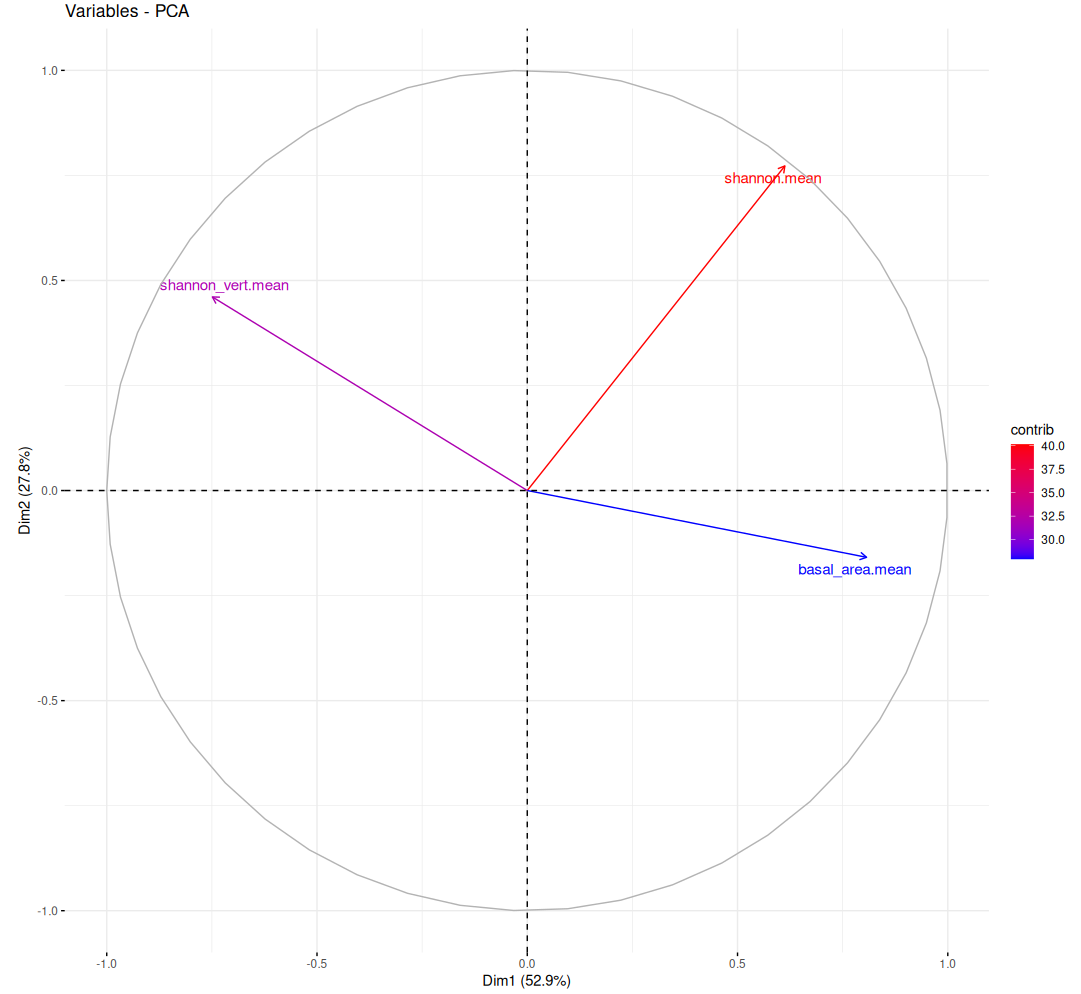 Variables - PCA
1.0
shannon.mean
0.5
shannon_vert.mean
contrib
40.0
37.5
35.0
32.5
30.0
Dim2 (27.8%)
0.0
basal_area.mean
-0.5
-1.0
-1.0
-0.5
0.0
0.5
1.0
Dim1 (52.9%)